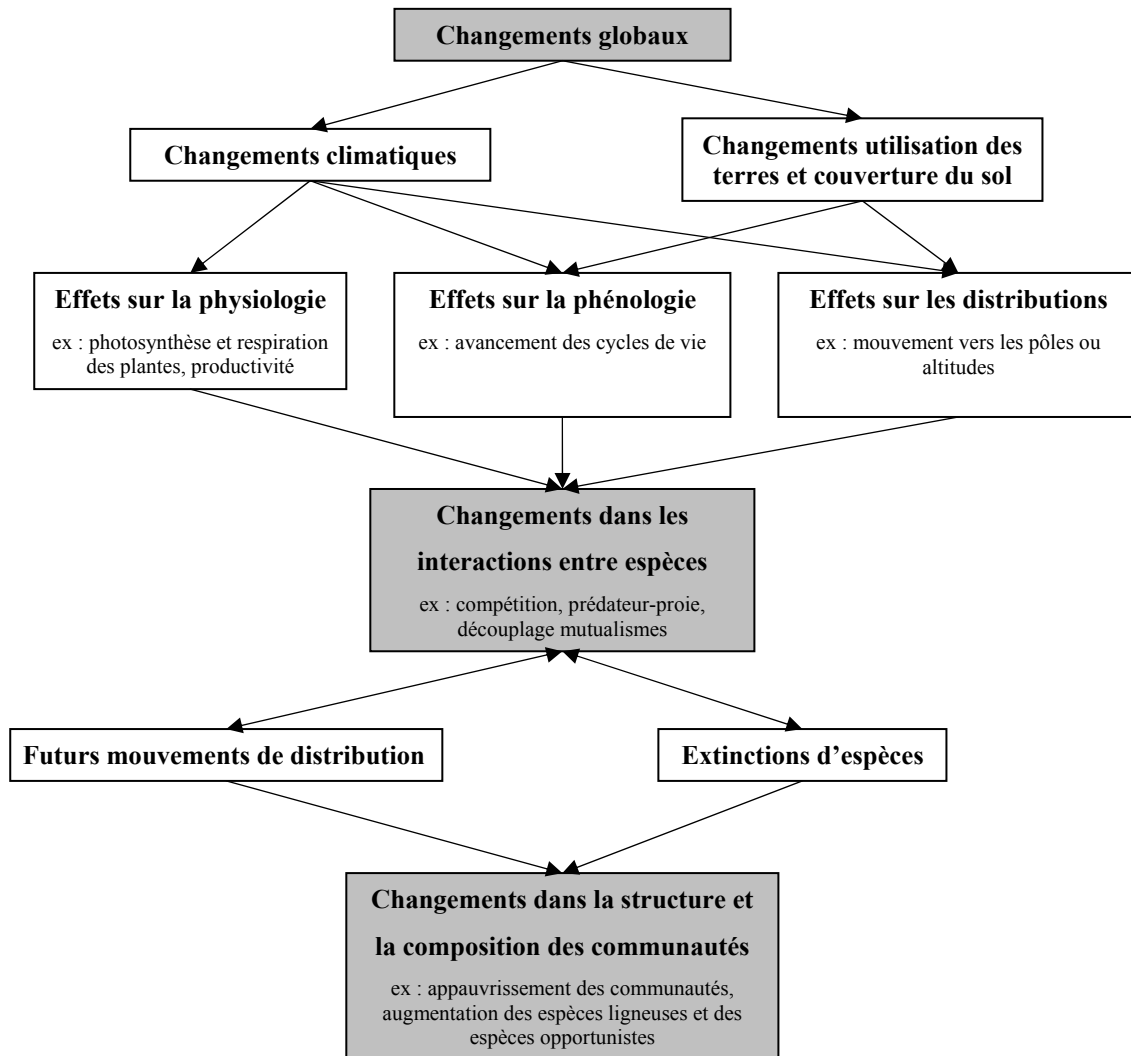 Changements globaux
Changements climatiques
Changements utilisation des
terres et couverture du sol
Effets sur la physiologie
ex : photosynthèse et respiration
des plantes, productivité
Effets sur la phénologie
ex : avancement des cycles de vie
Effets sur les distributions
ex : mouvement vers les pôles ou
altitudes
Changements dans les
interactions entre espèces
ex : compétition, prédateur-proie,
découplage mutualismes
Futurs mouvements de distribution
Extinctions d’espèces
Changements dans la structure et
la composition des communautés
ex : appauvrissement des communautés,
augmentation des espèces ligneuses et des
espèces opportunistes